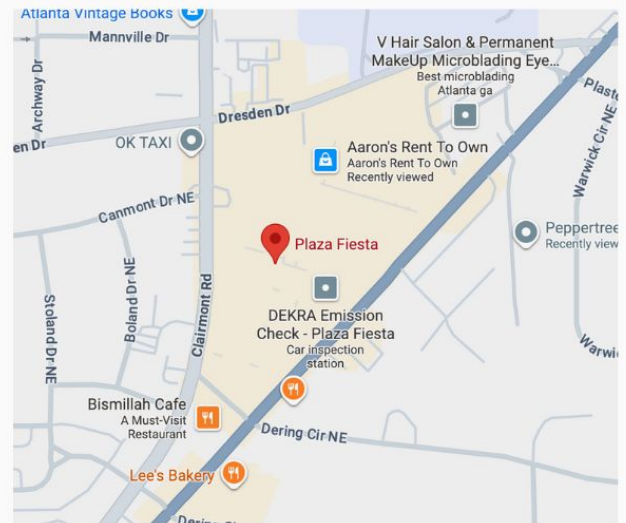 Atlanta Vintage Books
Mannville Dr
V Hair Salon & Permanent
MakeUp Microblading Eye...
Best microblading
Atlanta ga
Archway Dr
Plaste
Dresden Dr
en Dr
OK TAXI
Aaron's Rent To Own
Aaron's Rent To Own
Recently viewed
Warwick Cir NE
Canmont Dr NE
Peppertree
Recently view
Plaza Fiesta
Boland Dr NE
Stoland Dr NE
Clairmont Rd
DEKRA Emission
Check - Plaza Fiesta
Car inspection
station
Warwi
Bismillah Cafe
A Must-Visit
Restaurant
Dering Cir NE
Lee's Bakery